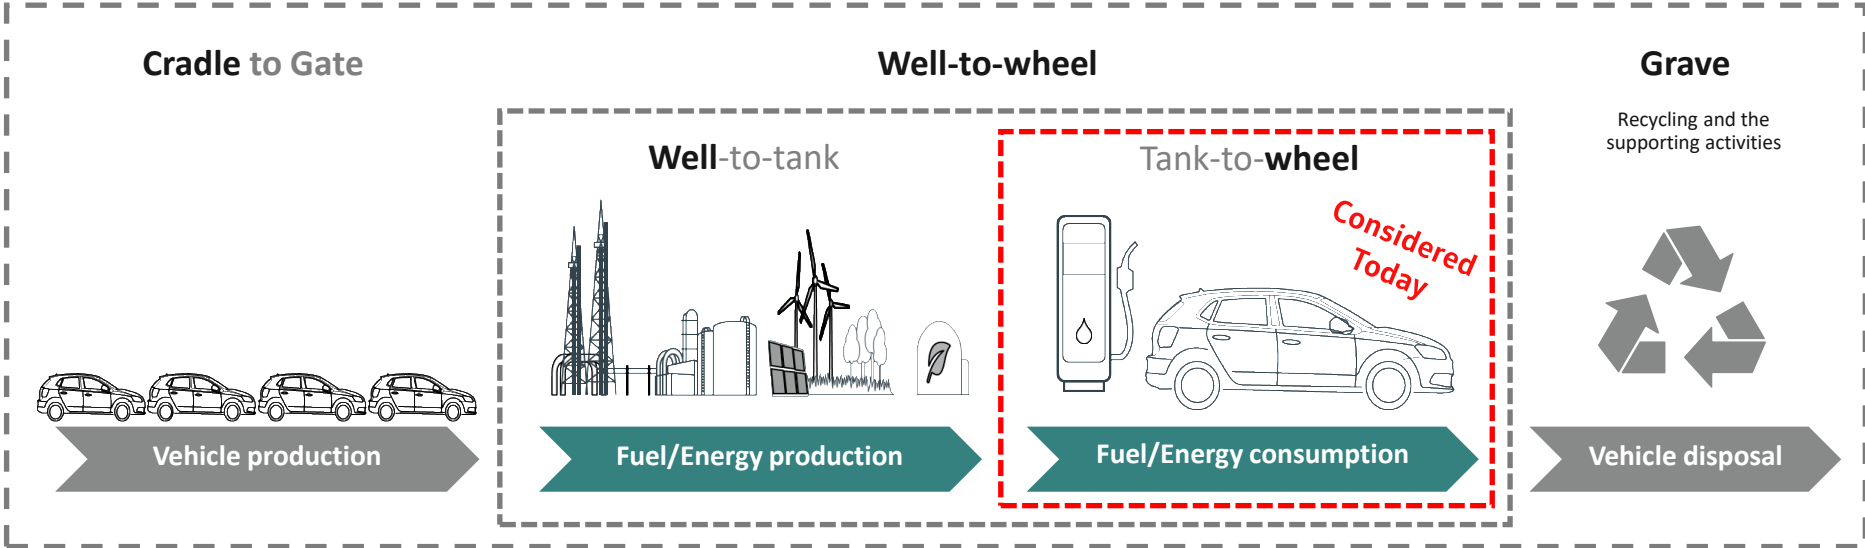 Cradle to Gate
Well-to-wheel
Grave
Recycling and the
supporting activities
Well-to-tank
Tank-to-wheel
Considered
Today
Vehicle production
Fuel/Energy production
Fuel/Energy consumption
Vehicle disposal